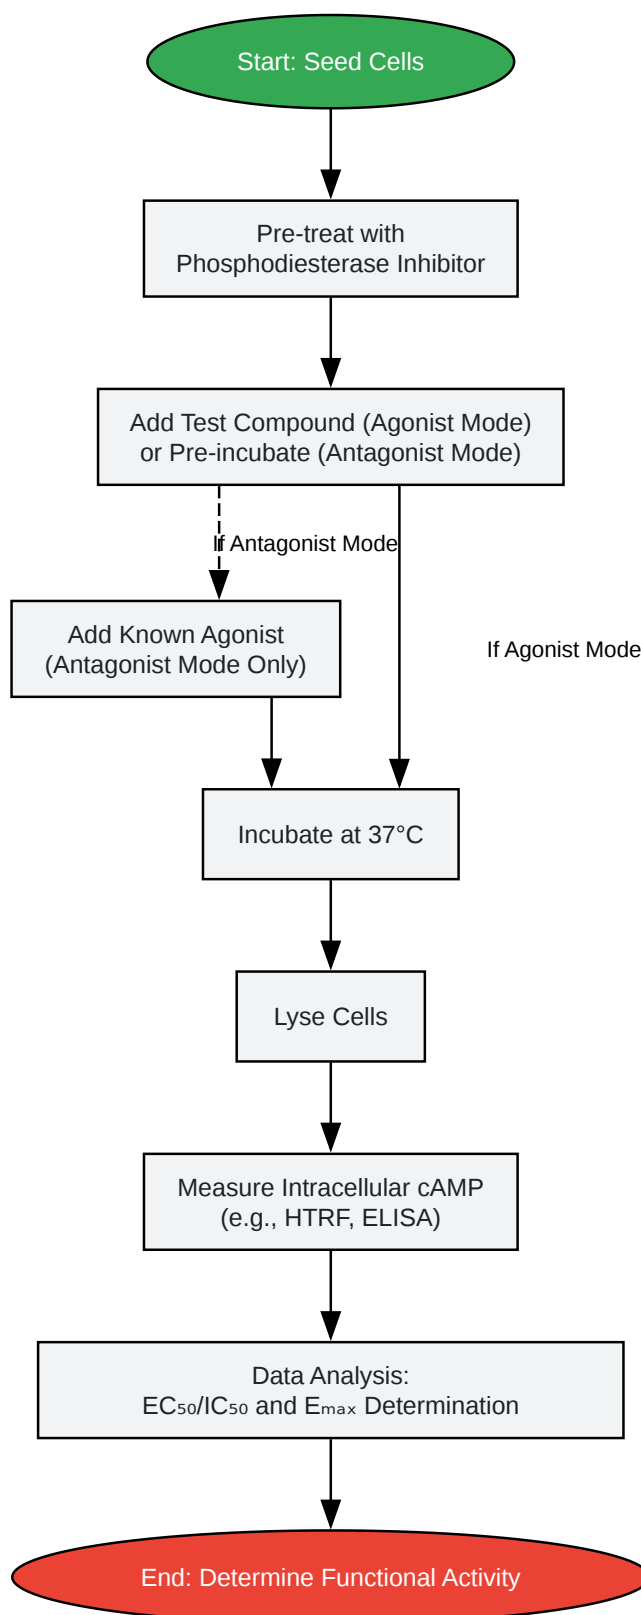 Start: Seed Cells
Pre-treat with
Phosphodiesterase Inhibitor
Add Test Compound (Agonist Mode)
or Pre-incubate (Antagonist Mode)
If Antagonist Mode
Add Known Agonist
(Antagonist Mode Only)
If Agonist Mode
Incubate at 37°C
Lyse Cells
Measure Intracellular cAMP
(e.g., HTRF, ELISA)
Data Analysis:
EC₅₀/IC₅₀ and Eₘₐₓ Determination
End: Determine Functional Activity